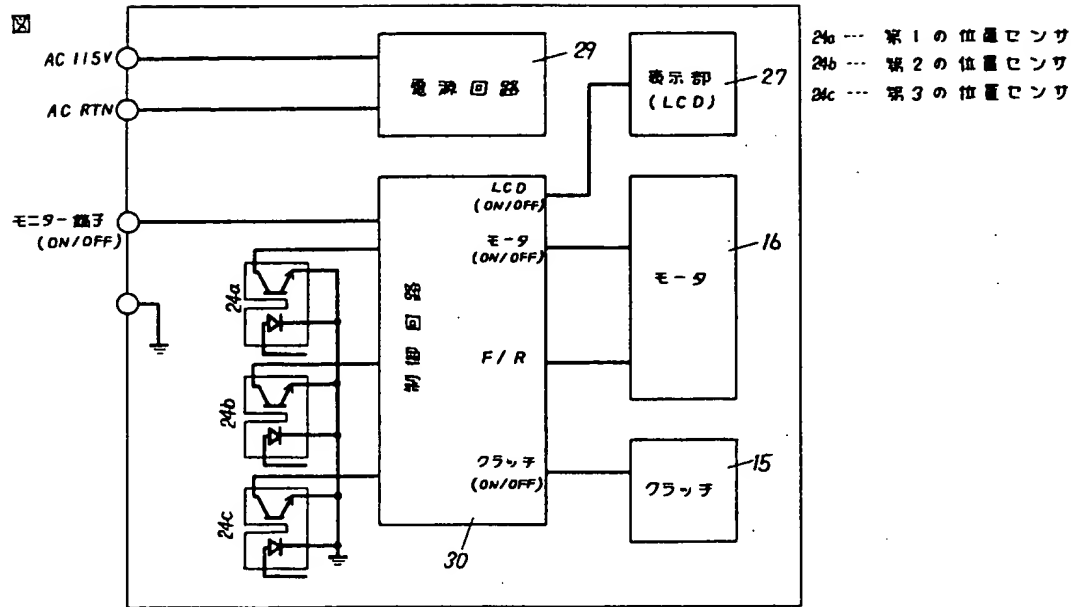 図
AC 115V
AC RTN
モニター端子
(ON/OFF)
電源回路
29
表示部
(LCD)
27
24a --- 第1の位置センサ
24b --- 第2の位置センサ
24c --- 第3の位置センサ
LCD
(ON/OFF)
モータ
(ON/OFF)
F/R
クラッチ
(ON/OFF)
制御回路
30
モータ
16
クラッチ
15
24a
24b
24c